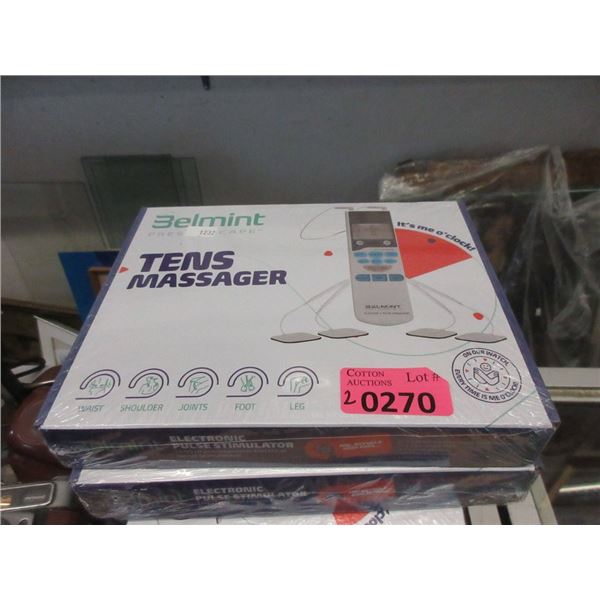 Belmint
1232
It's me o'clock!
TENS
MASSAGER
BELMINT
ON OUR WATCH,
EVERY TIME IS ME O'CLOCK!
COTTON
AUCTIONS
Lot #
2
0270
WAIST
SHOULDER
JOINTS
FOOT
LEG
ELECTRONIC
PULSE STIMULATOR
ELECTRONIC
PULSE STIMULATOR